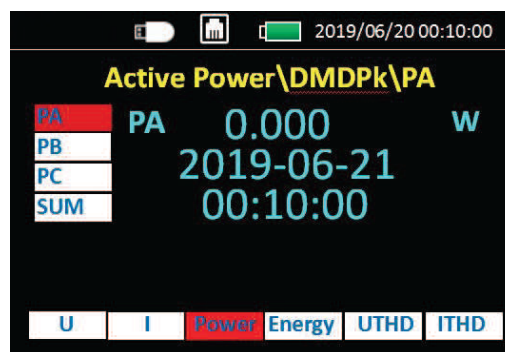 2019/06/20 00:10:00
Active Power\DMDPk\PA
PA
PA 0.000 W
PB
2019-06-21
PC
SUM
00:10:00
U I Power Energy UTHD ITHD